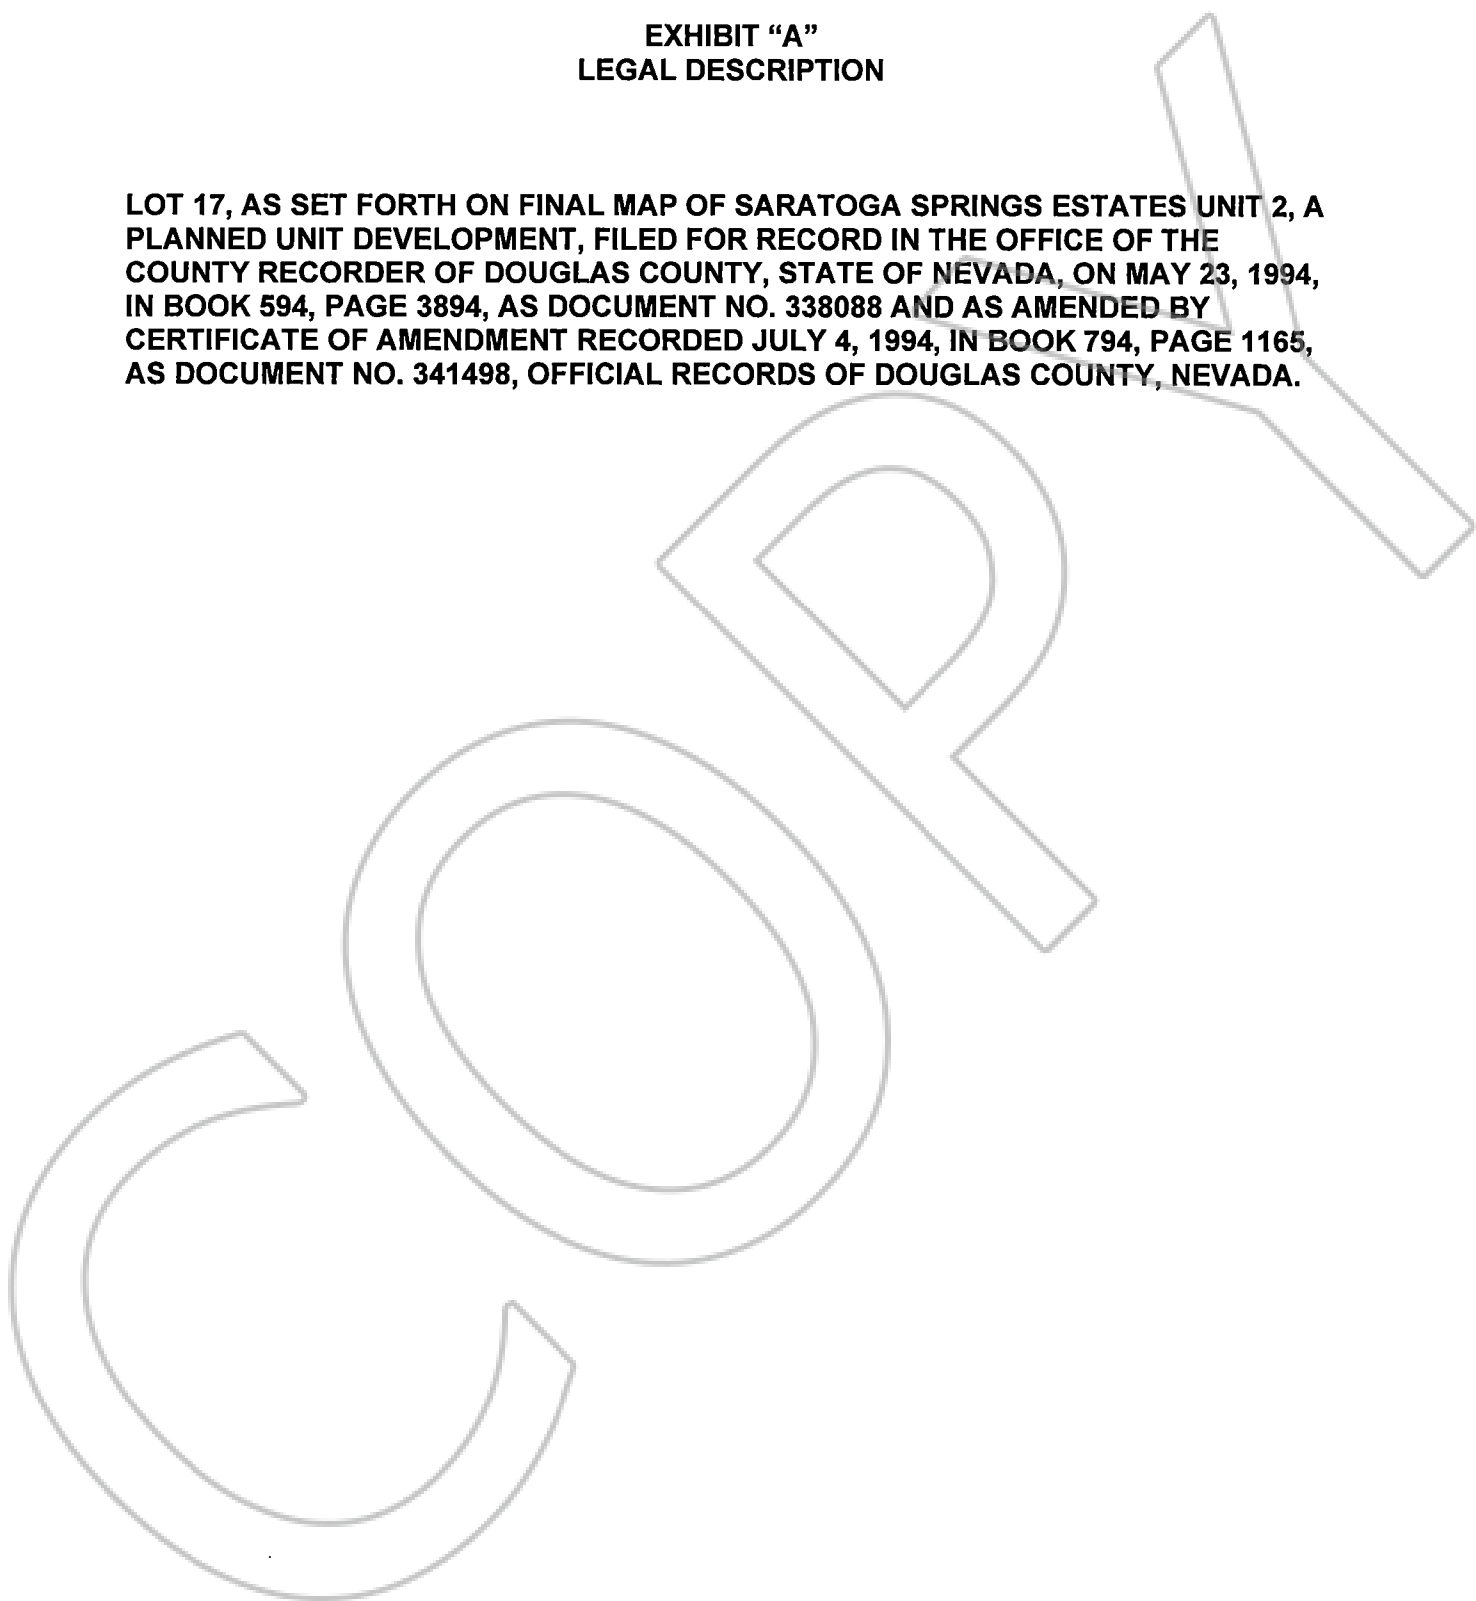 EXHIBIT “A”
LEGAL DESCRIPTION
LOT 17, AS SET FORTH ON FINAL MAP OF SARATOGA SPRINGS ESTATES UNIT 2, A
PLANNED UNIT DEVELOPMENT, FILED FOR RECORD IN THE OFFICE OF THE
COUNTY RECORDER OF DOUGLAS COUNTY, STATE OF NEVADA, ON MAY 23, 1994,
IN BOOK 594, PAGE 3894, AS DOCUMENT NO. 338088 AND AS AMENDED BY
CERTIFICATE OF AMENDMENT RECORDED JULY 4, 1994, IN BOOK 794, PAGE 1165,
AS DOCUMENT NO. 341498, OFFICIAL RECORDS OF DOUGLAS COUNTY, NEVADA.
COPY